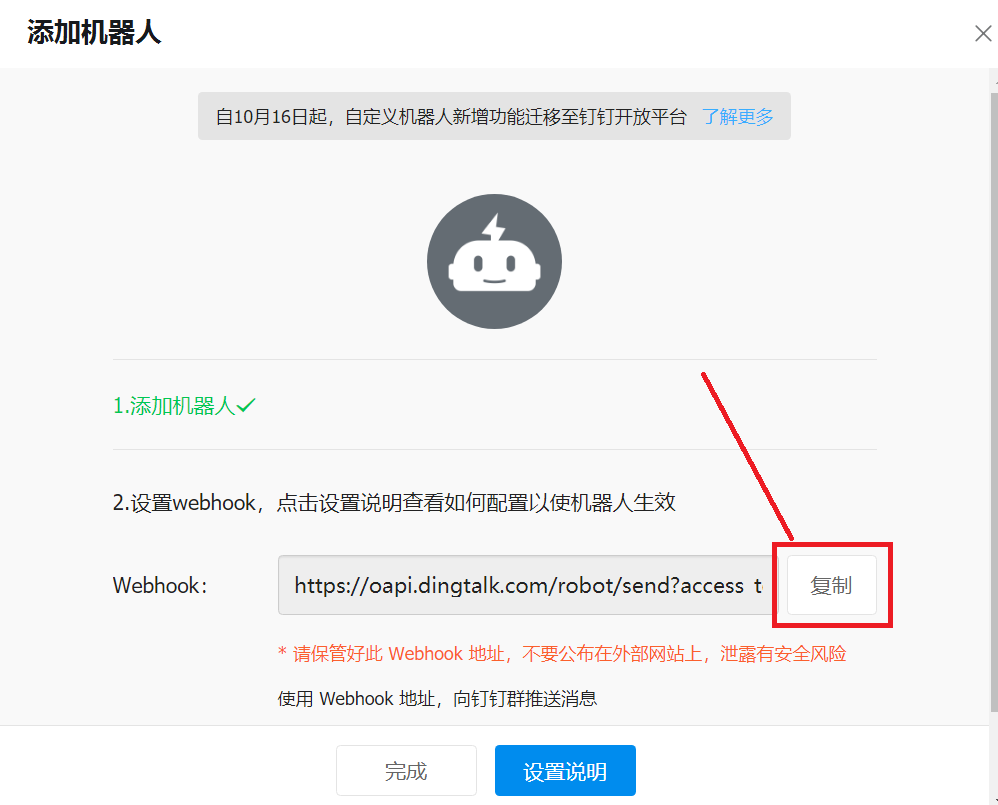 添加机器人
自10月16日起，自定义机器人新增功能迁移至钉钉开放平台 了解更多
1.添加机器人
2.设置webhook，点击设置说明查看如何配置以使机器人生效
Webhook: https://oapi.dingtalk.com/robot/send?access_t 复制
* 请保管好此 Webhook 地址，不要公布在外部网站上，泄露有安全风险
使用 Webhook 地址，向钉钉群推送消息
完成 设置说明